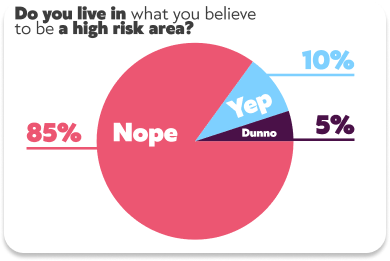 Do you live in what you believe
to be a high risk area?
10%
Yep
85%
Nope
Dunno
5%